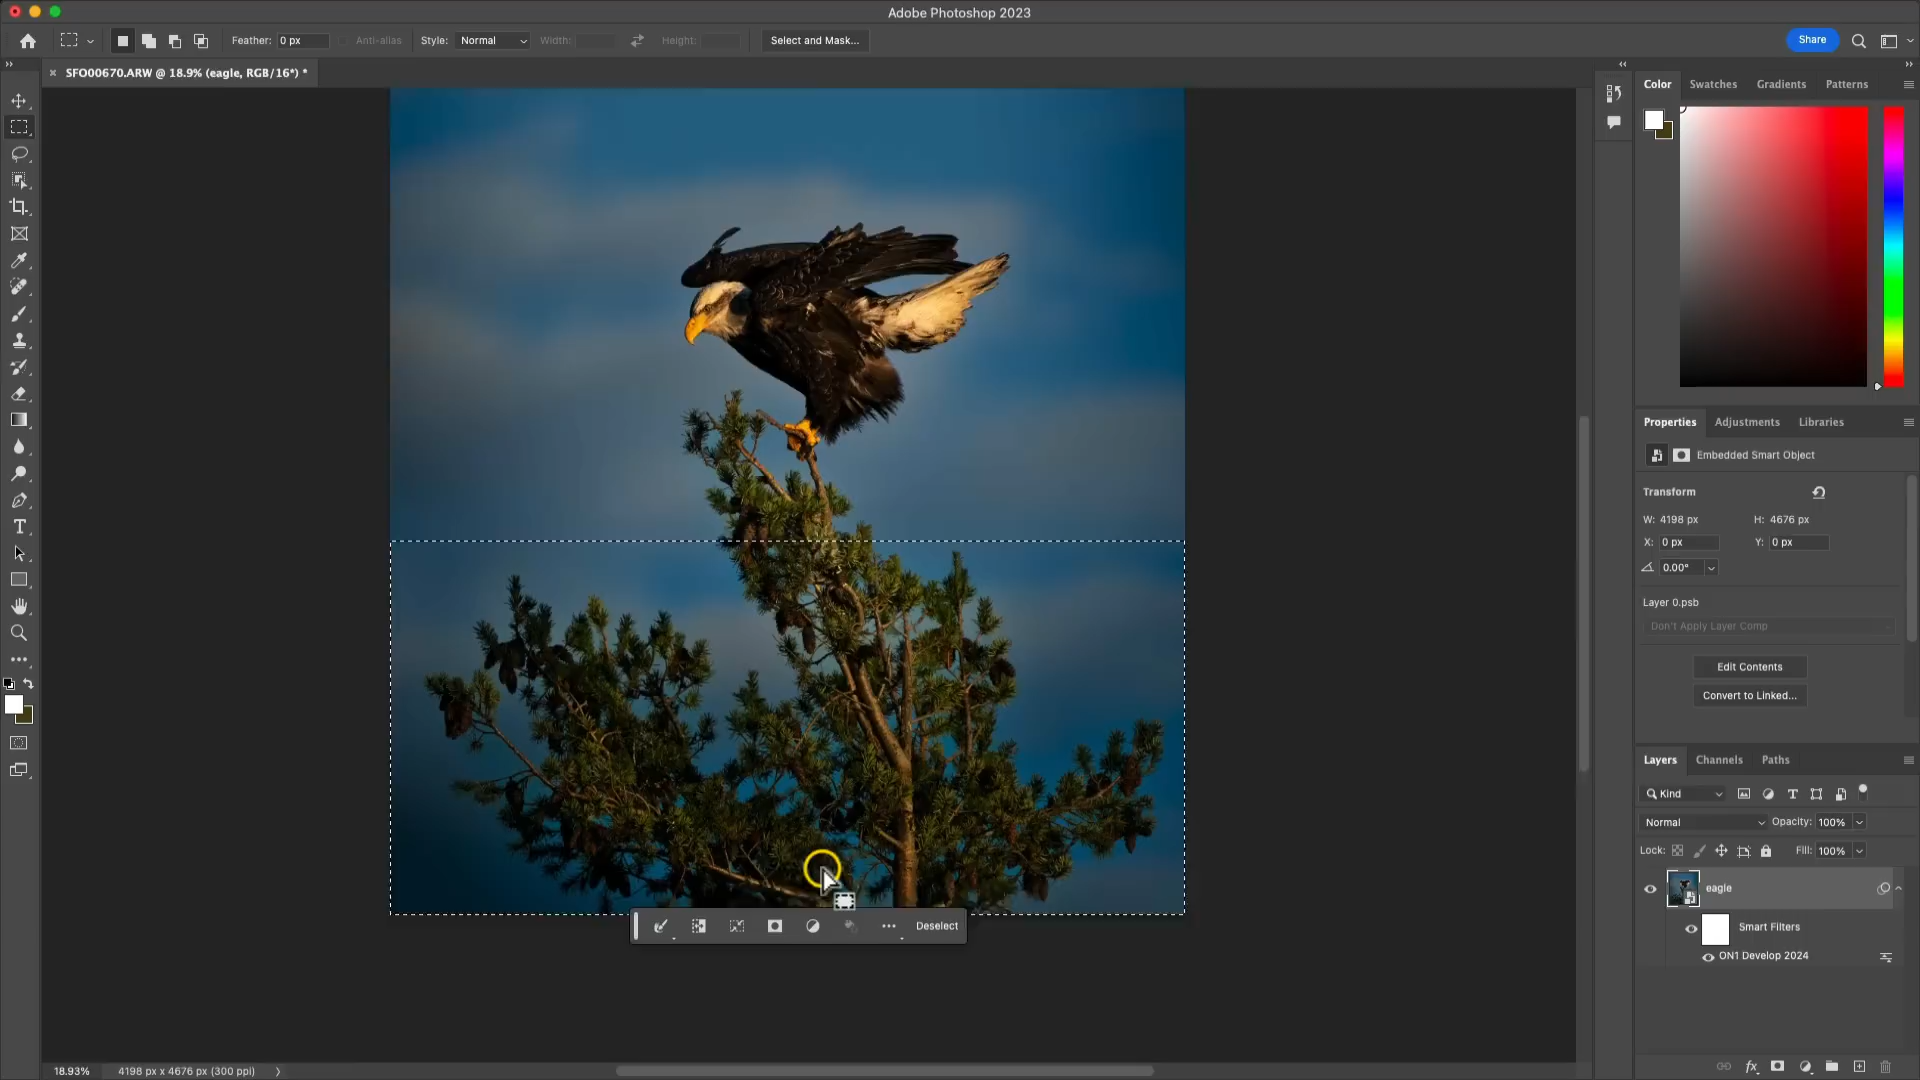 Adobe Photoshop 2023
Feather: 0 px Anti-alias Style: Normal Width: Height: Select and Mask... Share
SFO00670.ARW @ 18.9% (eagle, RGB/16*) *
Color Swatches Gradients Patterns
Properties Adjustments Libraries
Embedded Smart Object
Transform
W: 4198 px H: 4676 px
X: 0 px Y: 0 px
0.00°
Layer 0.psb
Don't Apply Layer Comp
Edit Contents
Convert to Linked...
Layers Channels Paths
Kind
Normal Opacity: 100%
Lock: Fill: 100%
eagle
Smart Filters
ON1 Develop 2024
Deselect
18.93% 4198 px x 4676 px (300 ppi)